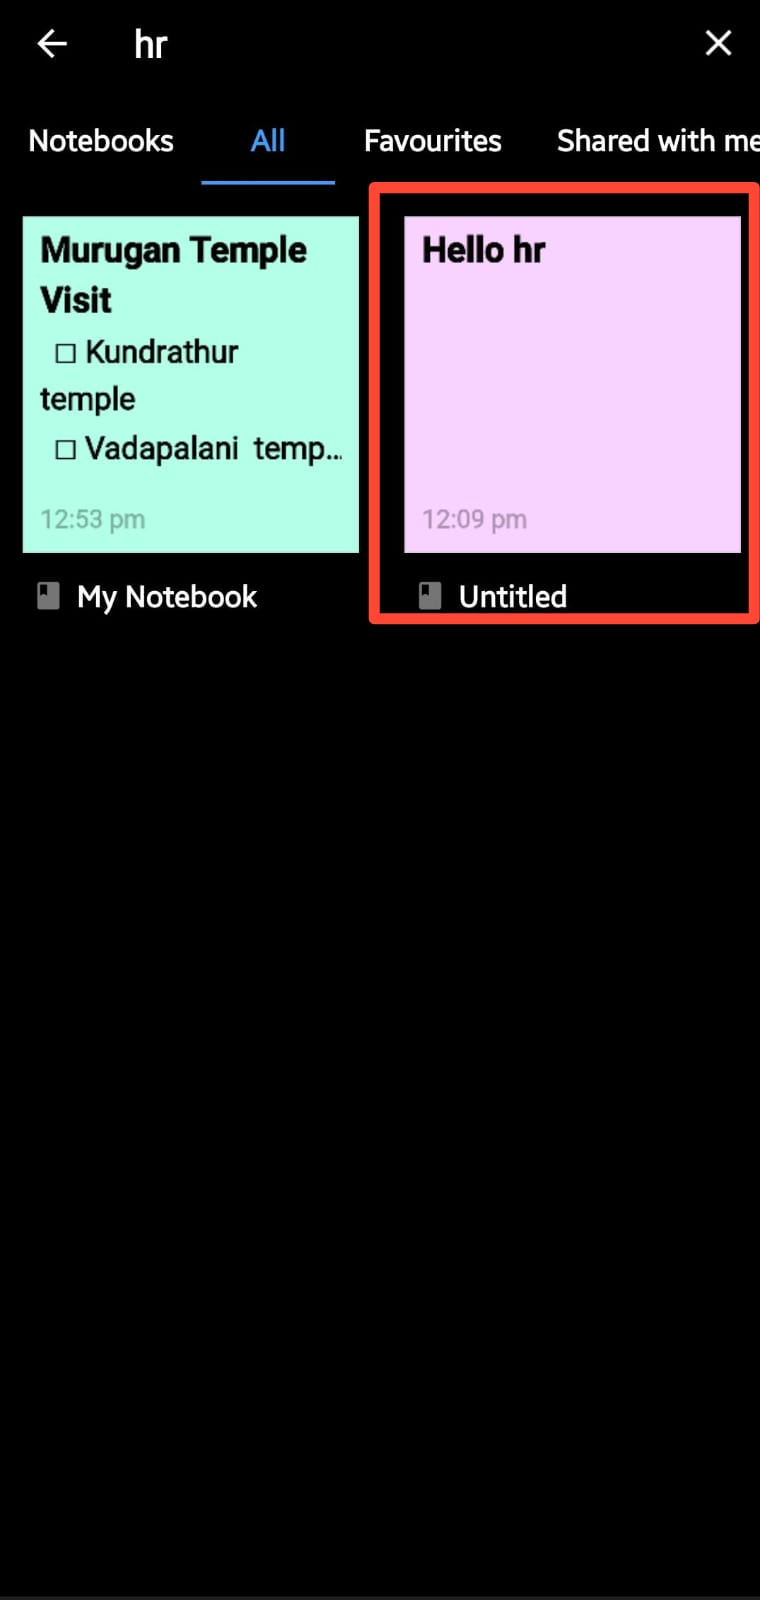 hr
Notebooks All Favourites Shared with me
Murugan Temple
Visit
Kundrathur
temple
Vadapalani temp...
12:53 pm
My Notebook
Hello hr
12:09 pm
Untitled